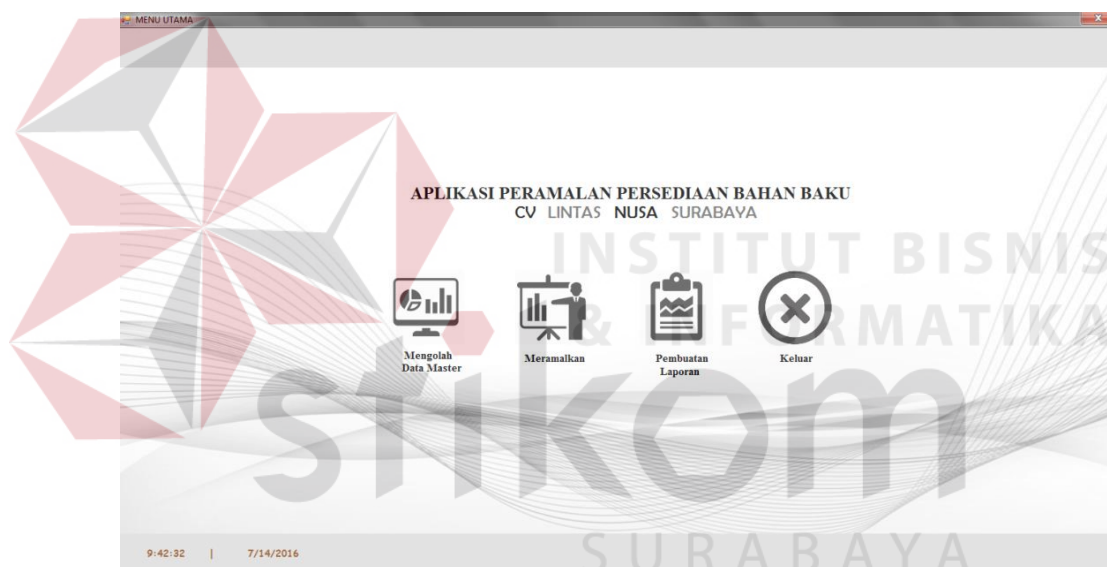 MENU UTAMA
APLIKASI PERAMALAN PERSEDIAAN BAHAN BAKU
CV LINTAS NUSA SURABAYA
INSTITUT BISNIS
& INFORMATIKA
Mengolah
Data Master
Meramalkan
Pembuatan
Laporan
Keluar
stikom
SURABAYA
9:42:32 | 7/14/2016